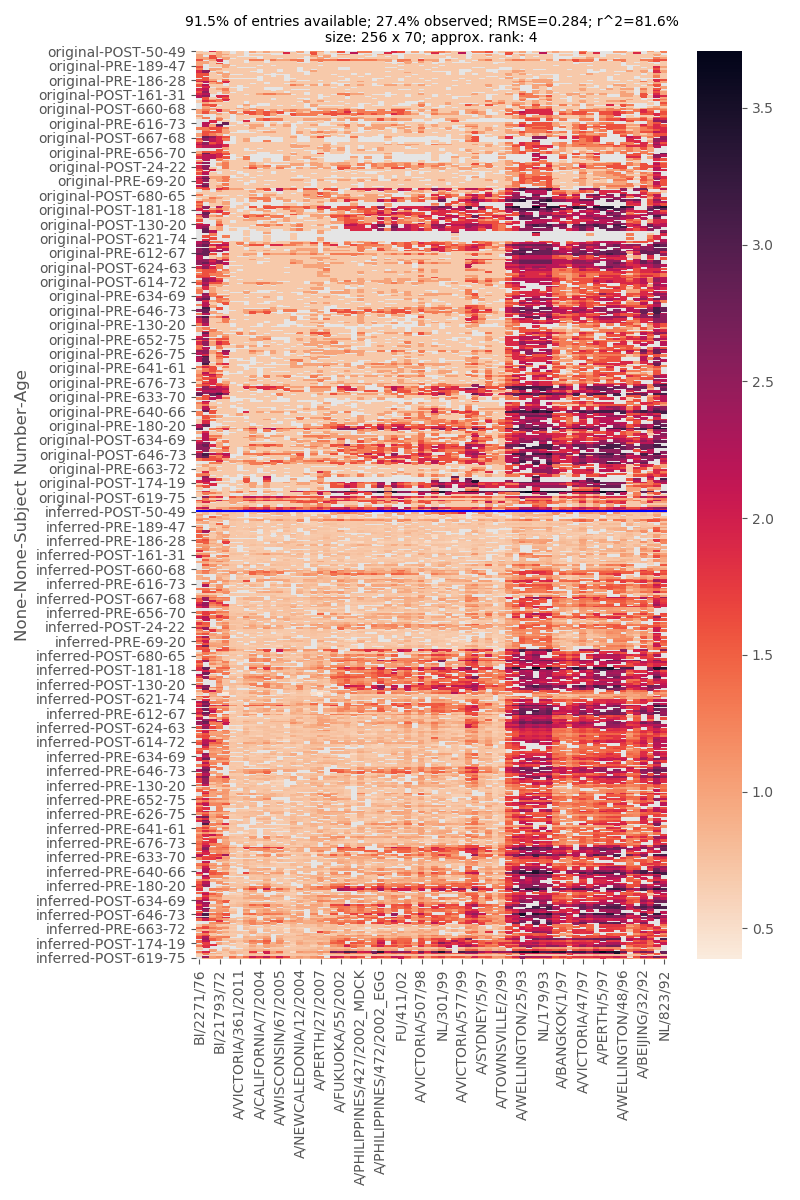 91.5% of entries available; 27.4% observed; RMSE=0.284; r^2=81.6%
size: 256 x 70; approx. rank: 4
None-None-Subject Number-Age
original-POST-50-49
original-PRE-189-47
original-PRE-186-28
original-POST-161-31
original-POST-660-68
original-PRE-616-73
original-POST-667-68
original-PRE-656-70
original-POST-24-22
original-PRE-69-20
original-POST-680-65
original-POST-181-18
original-POST-130-20
original-POST-621-74
original-PRE-612-67
original-POST-624-63
original-POST-614-72
original-PRE-634-69
original-PRE-646-73
original-PRE-130-20
original-PRE-652-75
original-PRE-626-75
original-PRE-641-61
original-PRE-676-73
original-PRE-633-70
original-PRE-640-66
original-PRE-180-20
original-POST-634-69
original-POST-646-73
original-PRE-663-72
original-POST-174-19
original-POST-619-75
inferred-POST-50-49
inferred-PRE-189-47
inferred-PRE-186-28
inferred-POST-161-31
inferred-POST-660-68
inferred-PRE-616-73
inferred-POST-667-68
inferred-PRE-656-70
inferred-POST-24-22
inferred-PRE-69-20
inferred-POST-680-65
inferred-POST-181-18
inferred-POST-130-20
inferred-POST-621-74
inferred-PRE-612-67
inferred-POST-624-63
inferred-POST-614-72
inferred-PRE-634-69
inferred-PRE-646-73
inferred-PRE-130-20
inferred-PRE-652-75
inferred-PRE-626-75
inferred-PRE-641-61
inferred-PRE-676-73
inferred-PRE-633-70
inferred-PRE-640-66
inferred-PRE-180-20
inferred-POST-634-69
inferred-POST-646-73
inferred-PRE-663-72
inferred-POST-174-19
inferred-POST-619-75
BI/2271/76
BI/21793/72
A/VICTORIA/361/2011
A/CALIFORNIA/7/2004
A/WISCONSIN/67/2005
A/NEWCALEDONIA/12/2004
A/PERTH/27/2007
A/FUKUOKA/55/2002
A/PHILIPPINES/427/2002_MDCK
A/PHILIPPINES/472/2002_EGG
FU/411/02
A/VICTORIA/507/98
NL/301/99
A/VICTORIA/577/99
A/SYDNEY/5/97
A/TOWNSVILLE/2/99
A/WELLINGTON/25/93
NL/179/93
A/BANGKOK/1/97
A/VICTORIA/47/97
A/PERTH/5/97
A/WELLINGTON/48/96
A/BEIJING/32/92
NL/823/92
3.5
3.0
2.5
2.0
1.5
1.0
0.5